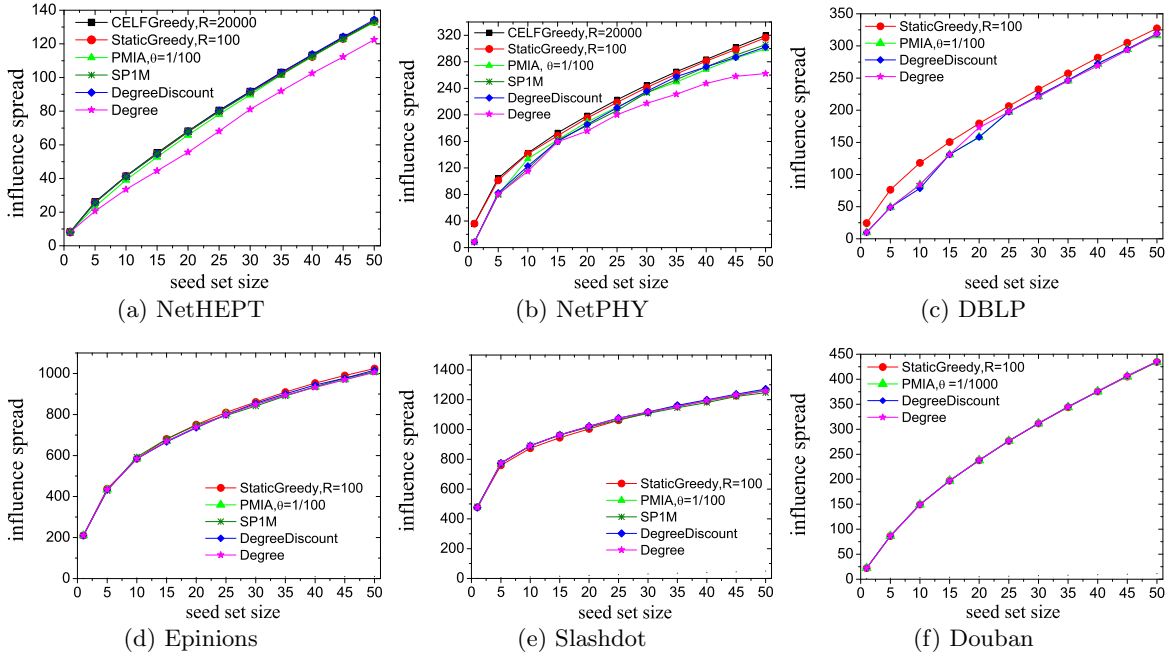 140
120
100
80
60
40
20
0
influence spread
CELFGreedy,R=20000
StaticGreedy,R=100
PMIA,θ=1/100
SP1M
DegreeDiscount
Degree
0 5 10 15 20 25 30 35 40 45 50
seed set size
(a) NetHEPT
320
280
240
200
160
120
80
40
0
influence spread
CELFGreedy,R=20000
StaticGreedy,R=100
PMIA, θ=1/100
SP1M
DegreeDiscount
Degree
0 5 10 15 20 25 30 35 40 45 50
seed set size
(b) NetPHY
350
300
250
200
150
100
50
0
influence spread
StaticGreedy,R=100
PMIA,θ=1/100
DegreeDiscount
Degree
0 5 10 15 20 25 30 35 40 45 50
seed set size
(c) DBLP
1000
800
600
400
200
0
influence spread
StaticGreedy,R=100
PMIA,θ=1/100
SP1M
DegreeDiscount
Degree
0 5 10 15 20 25 30 35 40 45 50
seed set size
(d) Epinions
1400
1200
1000
800
600
400
200
0
influence spread
StaticGreedy,R=100
PMIA,θ=1/100
SP1M
DegreeDiscount
Degree
0 5 10 15 20 25 30 35 40 45 50
seed set size
(e) Slashdot
450
400
350
300
250
200
150
100
50
0
influence spread
StaticGreedy,R=100
PMIA,θ=1/1000
DegreeDiscount
Degree
0 5 10 15 20 25 30 35 40 45 50
seed set size
(f) Douban